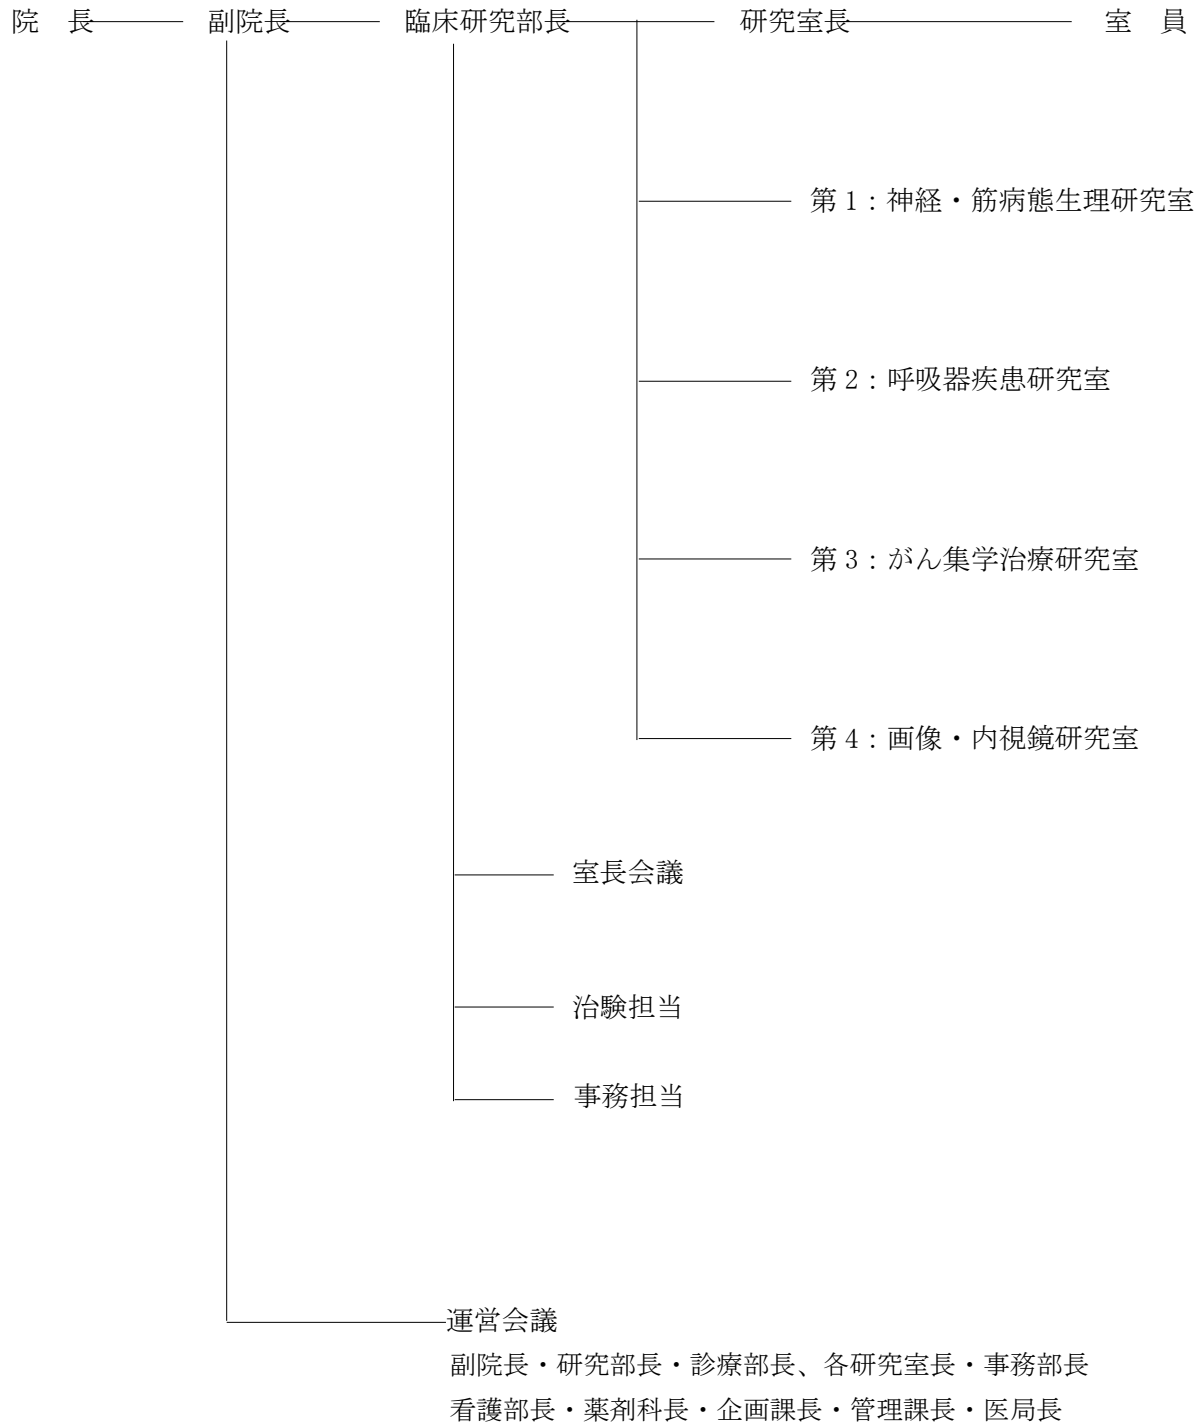 院　長 副院長 臨床研究部長 研究室長 室　員
第1：神経・筋病態生理研究室
第2：呼吸器疾患研究室
第3：がん集学治療研究室
第4：画像・内視鏡研究室
室長会議
治験担当
事務担当
運営会議
副院長・研究部長・診療部長、各研究室長・事務部長
看護部長・薬剤科長・企画課長・管理課長・医局長